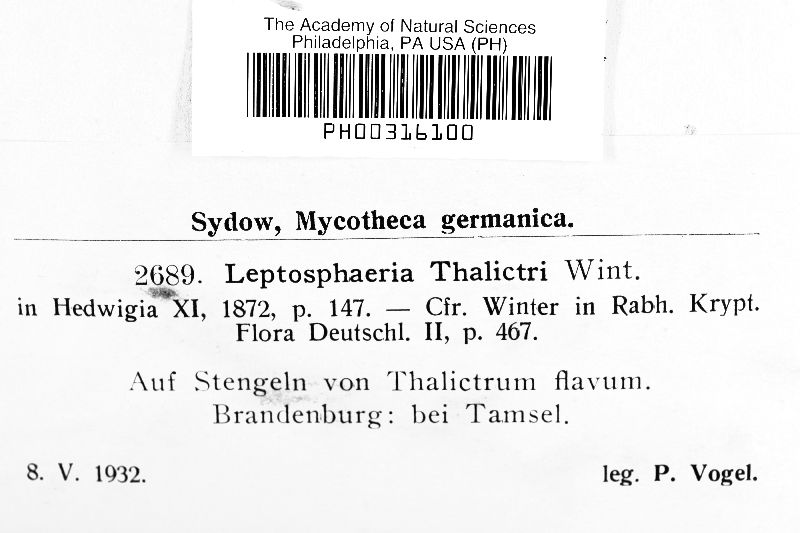 The Academy of Natural Sciences
Philadelphia, PA USA (PH)
PH00316100
Sydow, Mycotheca germanica.
2689. Leptosphaeria Thalictri Wint.
in Hedwigia XI, 1872, p. 147. — Cfr. Winter in Rabh. Krypt.
Flora Deutschl. II, p. 467.
Auf Stengeln von Thalictrum flavum.
Brandenburg: bei Tamsel.
8. V. 1932. leg. P. Vogel.